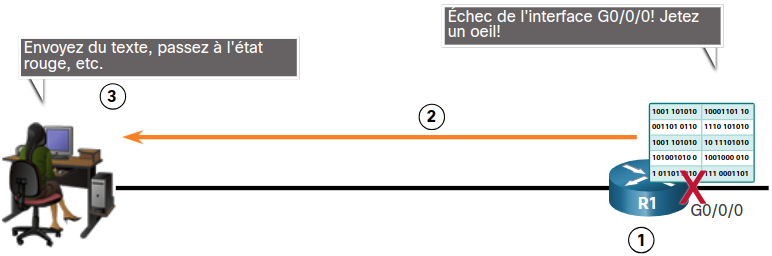 Échec de l'interface G0/0/0! Jetez
un oeil!
Envoyez du texte, passez à l'état
rouge, etc.
3
2
1001 101010 10001101 10
001101 0110 1110 101010
1001 101010 10 11101010
101001010 0 1001000 010
1 01101 10 111 0001101
R1
G0/0/0
1